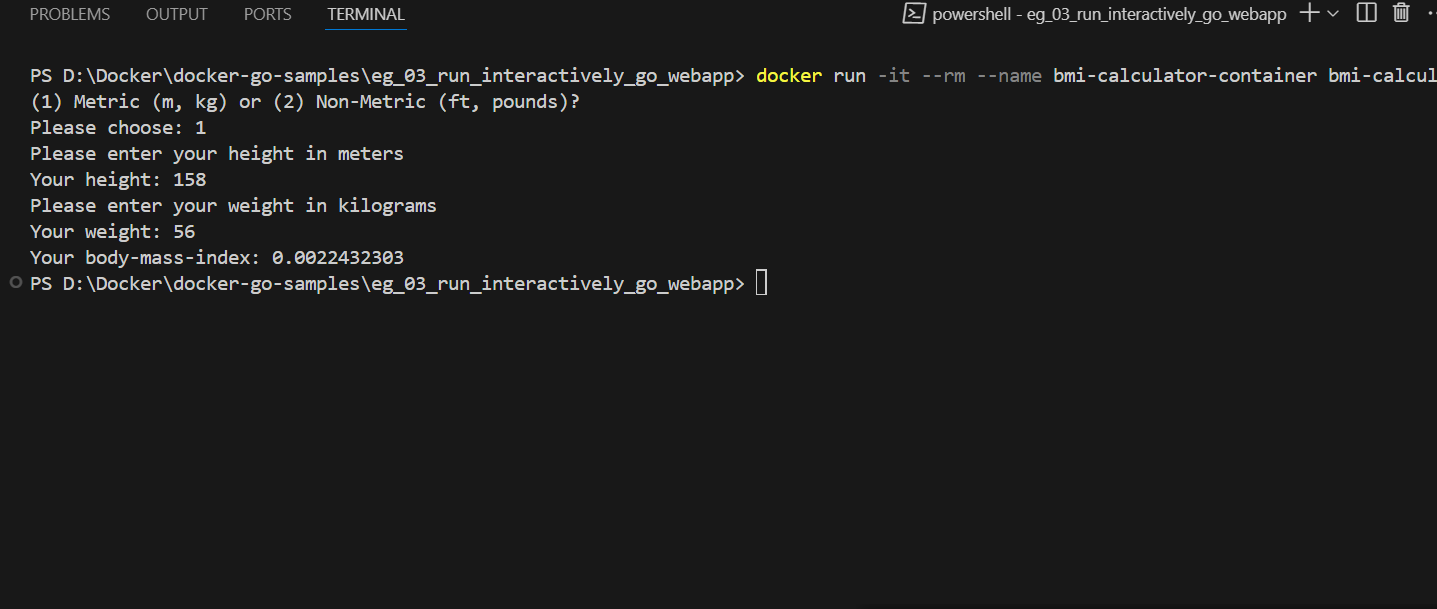 PROBLEMS OUTPUT PORTS TERMINAL powershell - eg_03_run_interactively_go_webapp
PS D:\Docker\docker-go-samples\eg_03_run_interactively_go_webapp> docker run -it --rm --name bmi-calculator-container bmi-calcul
(1) Metric (m, kg) or (2) Non-Metric (ft, pounds)?
Please choose: 1
Please enter your height in meters
Your height: 158
Please enter your weight in kilograms
Your weight: 56
Your body-mass-index: 0.0022432303
PS D:\Docker\docker-go-samples\eg_03_run_interactively_go_webapp>